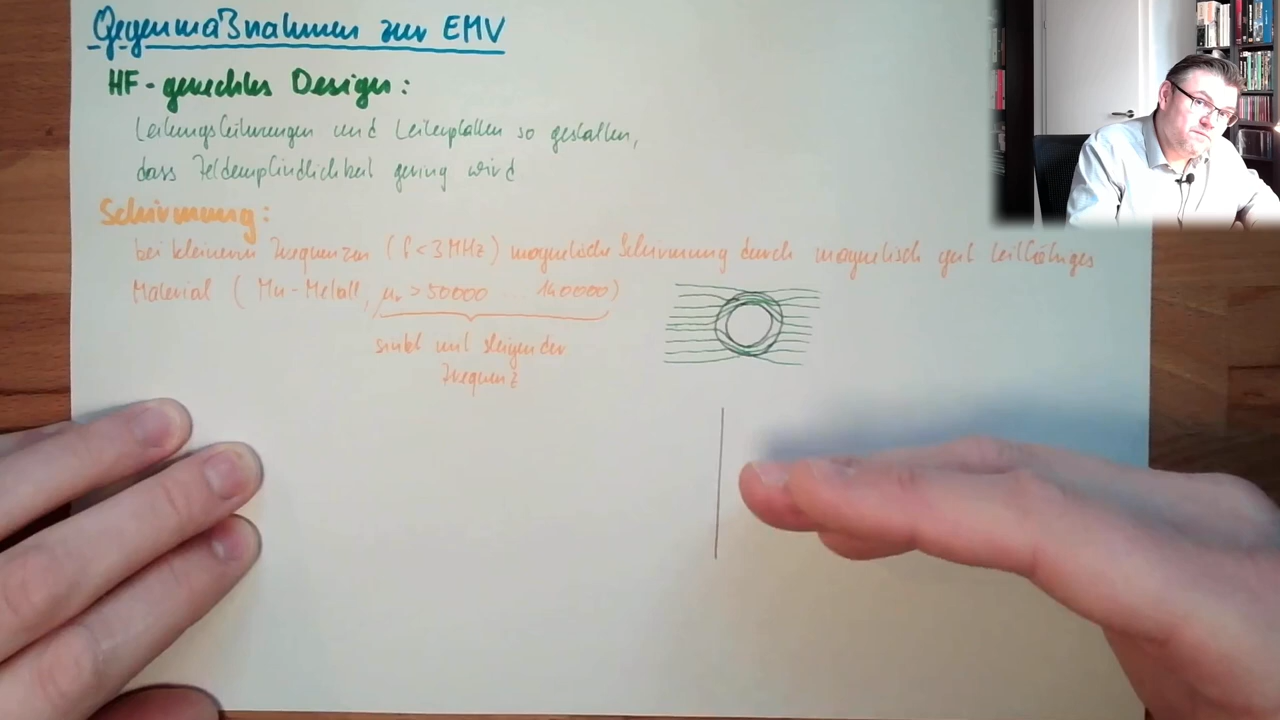 Gegenmaßnahmen zur EMV
HF-gerechtes Design:
Leitungsführungen und Leiterplatten so gestalten,
dass Feldempfindlichkeit gering wird
Schirmung:
bei kleinern Frequenzen (f < 3 MHz) magnetische Schirmung durch magnetisch gut leitfähiges
Material ( Mu-Metall, μr > 50000 140000)
sinkt mit steigender
Frequenz